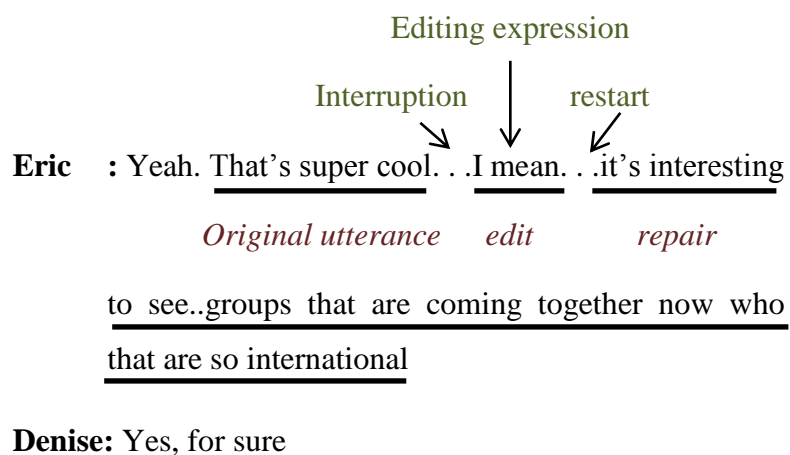 Editing expression
Interruption restart
Eric : Yeah. That's super cool. . .I mean. . .it's interesting
Original utterance edit repair
to see..groups that are coming together now who
that are so international
Denise: Yes, for sure